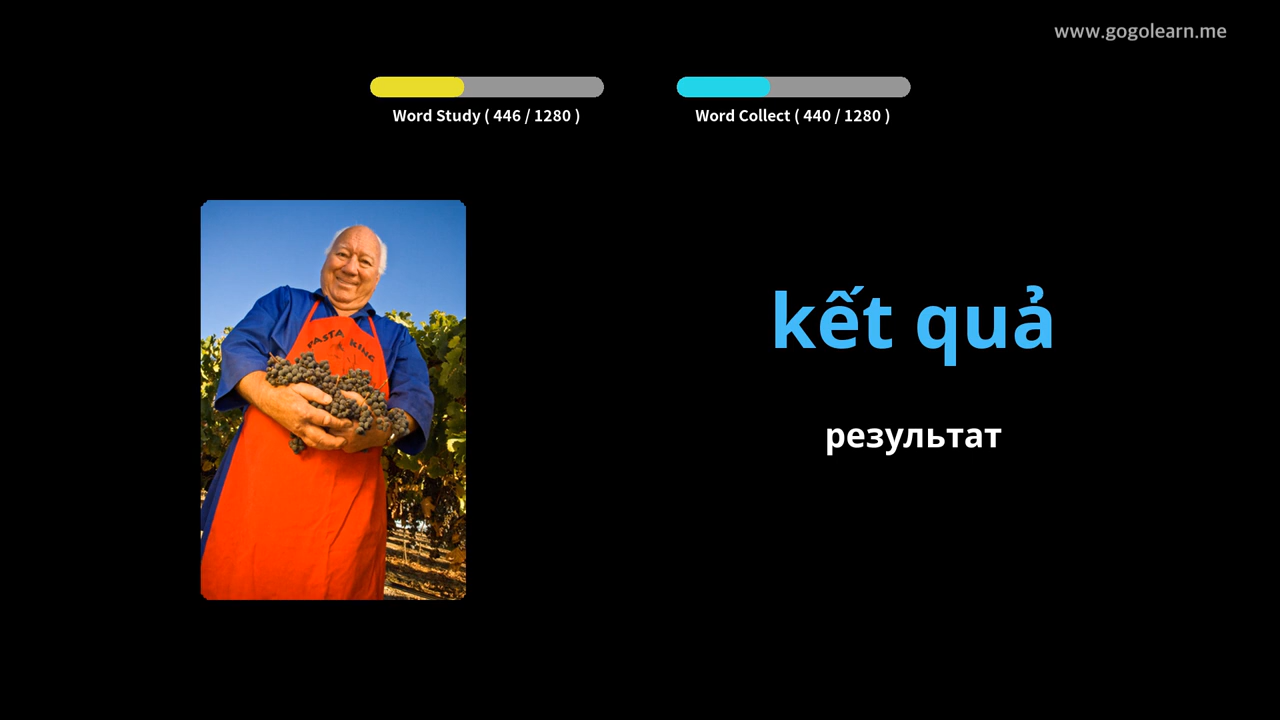 www.gogolearn.me
Word Study ( 446 / 1280 )
Word Collect ( 440 / 1280 )
PASTA KING
kết quả
результат